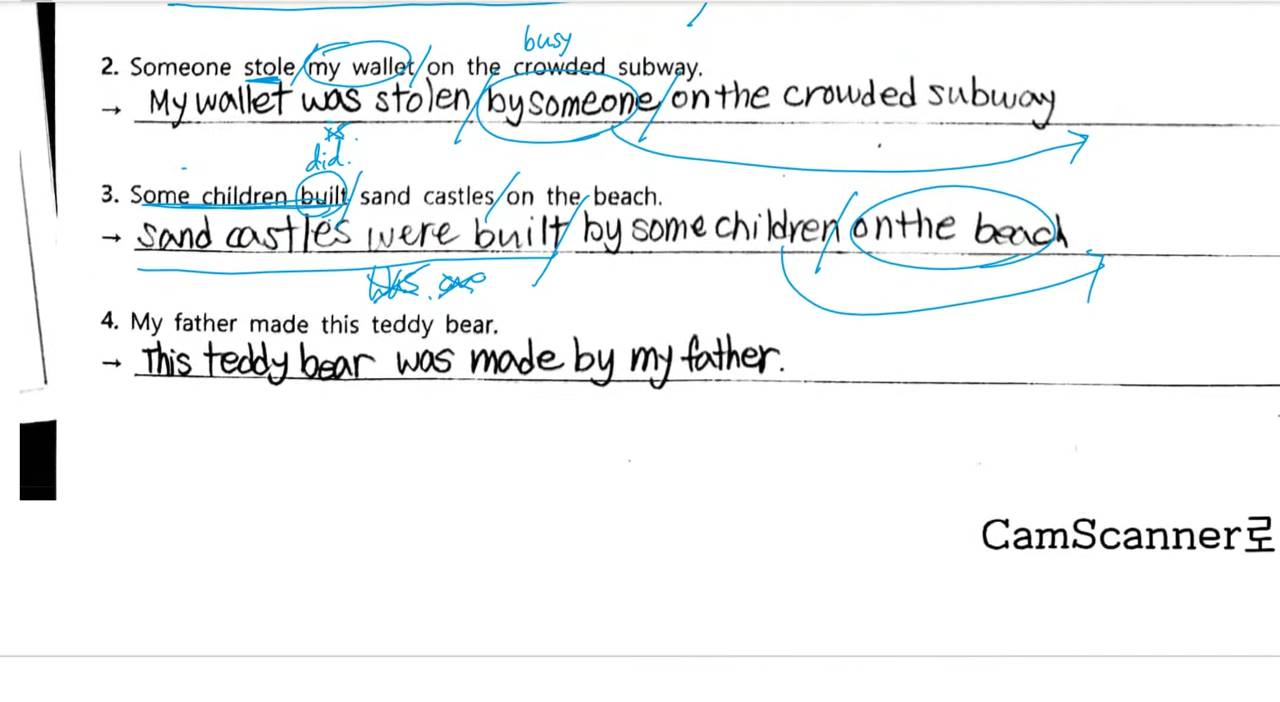 busy
2. Someone stole my wallet on the crowded subway.
→ My wallet was stolen by someone on the crowded subway
did.
3. Some children built sand castles on the beach.
→ sand castles were built by some children on the beach
was.
4. My father made this teddy bear.
→ This teddy bear was made by my father.
CamScanner로